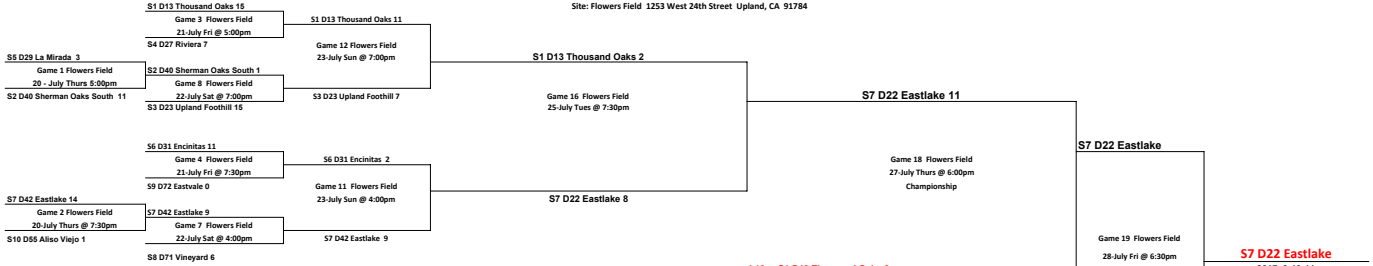 Site: Flowers Field 1253 West 24th Street Upland, CA 91784
S1 D13 Thousand Oaks 15
Game 3 Flowers Field
21-July Fri @ 5:00pm
S4 D27 Riviera 7
S1 D13 Thousand Oaks 11
Game 12 Flowers Field
23-July Sun @ 7:00pm
S5 D29 La Mirada 3
Game 1 Flowers Field
20 - July Thurs 5:00pm
S2 D40 Sherman Oaks South 11
S2 D40 Sherman Oaks South 1
Game 8 Flowers Field
22-July Sat @ 7:00pm
S3 D23 Upland Foothill 15
S3 D23 Upland Foothill 7
S1 D13 Thousand Oaks 2
Game 16 Flowers Field
25-July Tues @ 7:30pm
S7 D22 Eastlake 11
S6 D31 Encinitas 11
Game 4 Flowers Field
21-July Fri @ 7:30pm
S9 D72 Eastvale 0
S6 D31 Encinitas 2
Game 11 Flowers Field
23-July Sun @ 4:00pm
S7 D42 Eastlake 14
Game 2 Flowers Field
20-July Thurs @ 7:30pm
S10 D55 Aliso Viejo 1
S7 D42 Eastlake 9
Game 7 Flowers Field
22-July Sat @ 4:00pm
S8 D71 Vineyard 6
S7 D42 Eastlake 9
S7 D22 Eastlake 8
Game 18 Flowers Field
27-July Thurs @ 6:00pm
Championship
S7 D22 Eastlake
Game 19 Flowers Field
28-July Fri @ 6:30pm
S7 D22 Eastlake